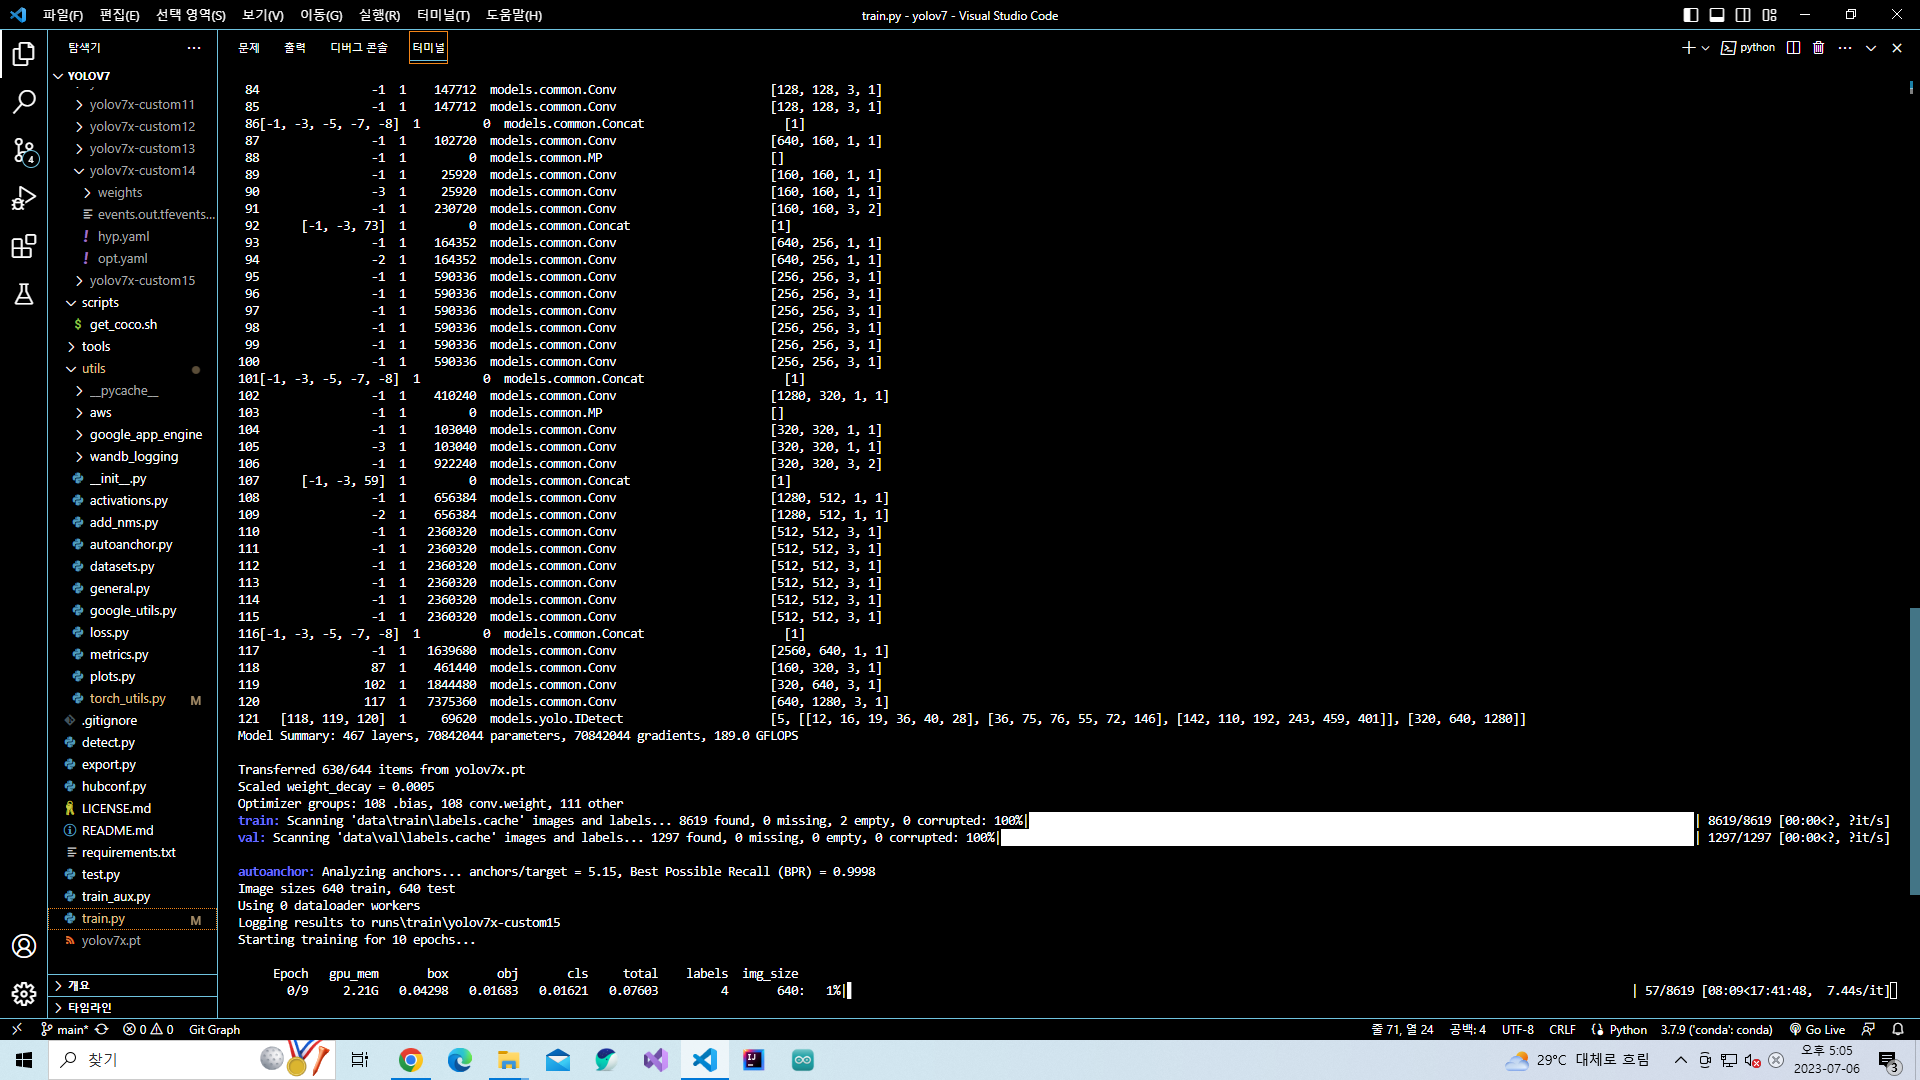 파일(F) 편집(E) 선택 영역(S) 보기(V) 이동(G) 실행(R) 터미널(T) 도움말(H) train.py - yolov7 - Visual Studio Code
탐색기
YOLOV7
yolov7x-custom11
yolov7x-custom12
yolov7x-custom13
yolov7x-custom14
weights
events.out.tfevents...
! hyp.yaml
! opt.yaml
yolov7x-custom15
scripts
$ get_coco.sh
tools
utils
__pycache__
aws
google_app_engine
wandb_logging
__init__.py
activations.py
add_nms.py
autoanchor.py
datasets.py
general.py
google_utils.py
loss.py
metrics.py
plots.py
torch_utils.py M
.gitignore
detect.py
export.py
hubconf.py
LICENSE.md
README.md
requirements.txt
test.py
train_aux.py
train.py M
yolov7x.pt
개요
타임라인
4
문제 출력 디버그 콘솔 터미널 python
84 -1 1 147712 models.common.Conv [128, 128, 3, 1]
85 -1 1 147712 models.common.Conv [128, 128, 3, 1]
86[-1, -3, -5, -7, -8] 1 0 models.common.Concat [1]
87 -1 1 102720 models.common.Conv [640, 160, 1, 1]
88 -1 1 0 models.common.MP []
89 -1 1 25920 models.common.Conv [160, 160, 1, 1]
90 -3 1 25920 models.common.Conv [160, 160, 1, 1]
91 -1 1 230720 models.common.Conv [160, 160, 3, 2]
92 [-1, -3, 73] 1 0 models.common.Concat [1]
93 -1 1 164352 models.common.Conv [640, 256, 1, 1]
94 -2 1 164352 models.common.Conv [640, 256, 1, 1]
95 -1 1 590336 models.common.Conv [256, 256, 3, 1]
96 -1 1 590336 models.common.Conv [256, 256, 3, 1]
97 -1 1 590336 models.common.Conv [256, 256, 3, 1]
98 -1 1 590336 models.common.Conv [256, 256, 3, 1]
99 -1 1 590336 models.common.Conv [256, 256, 3, 1]
100 -1 1 590336 models.common.Conv [256, 256, 3, 1]
101[-1, -3, -5, -7, -8] 1 0 models.common.Concat [1]
102 -1 1 410240 models.common.Conv [1280, 320, 1, 1]
103 -1 1 0 models.common.MP []
104 -1 1 103040 models.common.Conv [320, 320, 1, 1]
105 -3 1 103040 models.common.Conv [320, 320, 1, 1]
106 -1 1 922240 models.common.Conv [320, 320, 3, 2]
107 [-1, -3, 59] 1 0 models.common.Concat [1]
108 -1 1 656384 models.common.Conv [1280, 512, 1, 1]
109 -2 1 656384 models.common.Conv [1280, 512, 1, 1]
110 -1 1 2360320 models.common.Conv [512, 512, 3, 1]
111 -1 1 2360320 models.common.Conv [512, 512, 3, 1]
112 -1 1 2360320 models.common.Conv [512, 512, 3, 1]
113 -1 1 2360320 models.common.Conv [512, 512, 3, 1]
114 -1 1 2360320 models.common.Conv [512, 512, 3, 1]
115 -1 1 2360320 models.common.Conv [512, 512, 3, 1]
116[-1, -3, -5, -7, -8] 1 0 models.common.Concat [1]
117 -1 1 1639680 models.common.Conv [2560, 640, 1, 1]
118 87 1 461440 models.common.Conv [160, 320, 3, 1]
119 102 1 1844480 models.common.Conv [320, 640, 3, 1]
120 117 1 7375360 models.common.Conv [640, 1280, 3, 1]
121 [118, 119, 120] 1 69620 models.yolo.IDetect [5, [[12, 16, 19, 36, 40, 28], [36, 75, 76, 55, 72, 146], [142, 110, 192, 243, 459, 401]], [320, 640, 1280]]
Model Summary: 467 layers, 70842044 parameters, 70842044 gradients, 189.0 GFLOPS
Transferred 630/644 items from yolov7x.pt
Scaled weight_decay = 0.0005
Optimizer groups: 108 .bias, 108 conv.weight, 111 other
train: Scanning 'data\train\labels.cache' images and labels... 8619 found, 0 missing, 2 empty, 0 corrupted: 100%| | 8619/8619 [00:00<?, ?it/s]
val: Scanning 'data\val\labels.cache' images and labels... 1297 found, 0 missing, 0 empty, 0 corrupted: 100%| | 1297/1297 [00:00<?, ?it/s]
autoanchor: Analyzing anchors... anchors/target = 5.15, Best Possible Recall (BPR) = 0.9998
Image sizes 640 train, 640 test
Using 0 dataloader workers
Logging results to runs\train\yolov7x-custom15
Starting training for 10 epochs...
Epoch gpu_mem box obj cls total labels img_size
0/9 2.21G 0.04298 0.01683 0.01621 0.07603 4 640: 1%| | 57/8619 [08:09<17:41:48, 7.44s/it]
main* 0 0 Git Graph 줄 71, 열 24 공백: 4 UTF-8 CRLF Python 3.7.9 ('conda': conda) Go Live
찾기 29°C 대체로 흐림 오후 5:05
2023-07-06 3